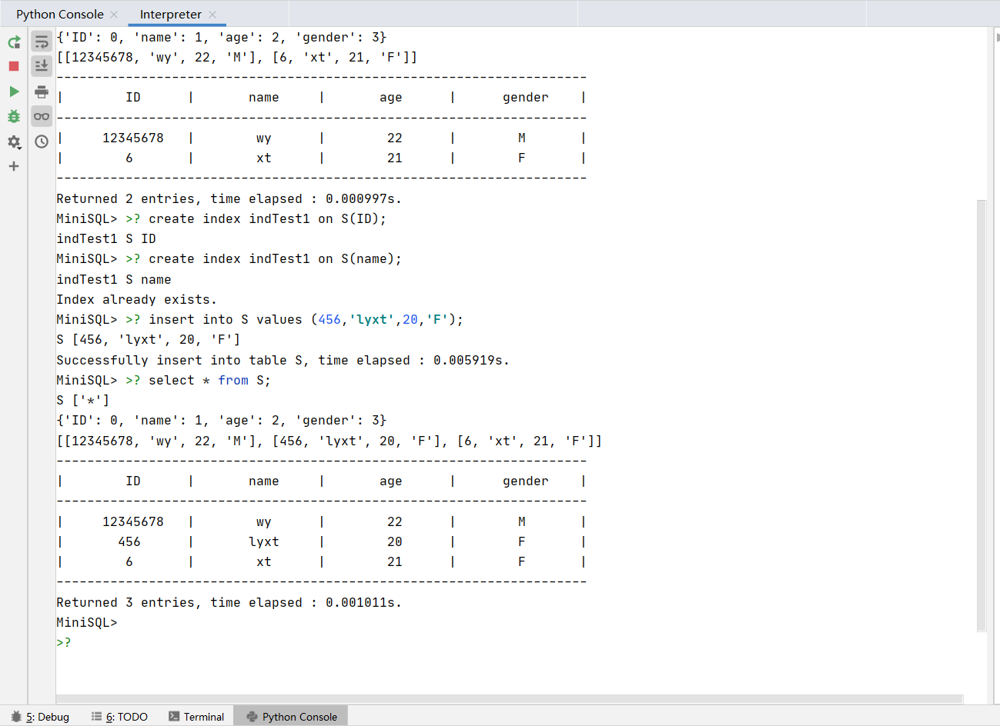 Python Console × Interpreter ×
{'ID': 0, 'name': 1, 'age': 2, 'gender': 3}
[[12345678, 'wy', 22, 'M'], [6, 'xt', 21, 'F']]
---------------------------------------------------------------------
|        ID      |       name     |       age      |      gender    |
---------------------------------------------------------------------
|     12345678   |        wy      |        22      |        M       |
|        6       |        xt      |        21      |        F       |
---------------------------------------------------------------------
Returned 2 entries, time elapsed : 0.000997s.
MiniSQL> >? create index indTest1 on S(ID);
indTest1 S ID
MiniSQL> >? create index indTest1 on S(name);
indTest1 S name
Index already exists.
MiniSQL> >? insert into S values (456,'lyxt',20,'F');
S [456, 'lyxt', 20, 'F']
Successfully insert into table S, time elapsed : 0.005919s.
MiniSQL> >? select * from S;
S ['*']
{'ID': 0, 'name': 1, 'age': 2, 'gender': 3}
[[12345678, 'wy', 22, 'M'], [456, 'lyxt', 20, 'F'], [6, 'xt', 21, 'F']]
---------------------------------------------------------------------
|        ID      |       name     |       age      |      gender    |
---------------------------------------------------------------------
|     12345678   |        wy      |        22      |        M       |
|       456      |       lyxt     |        20      |        F       |
|        6       |        xt      |        21      |        F       |
---------------------------------------------------------------------
Returned 3 entries, time elapsed : 0.001011s.
MiniSQL>
>?
5: Debug 6: TODO Terminal Python Console